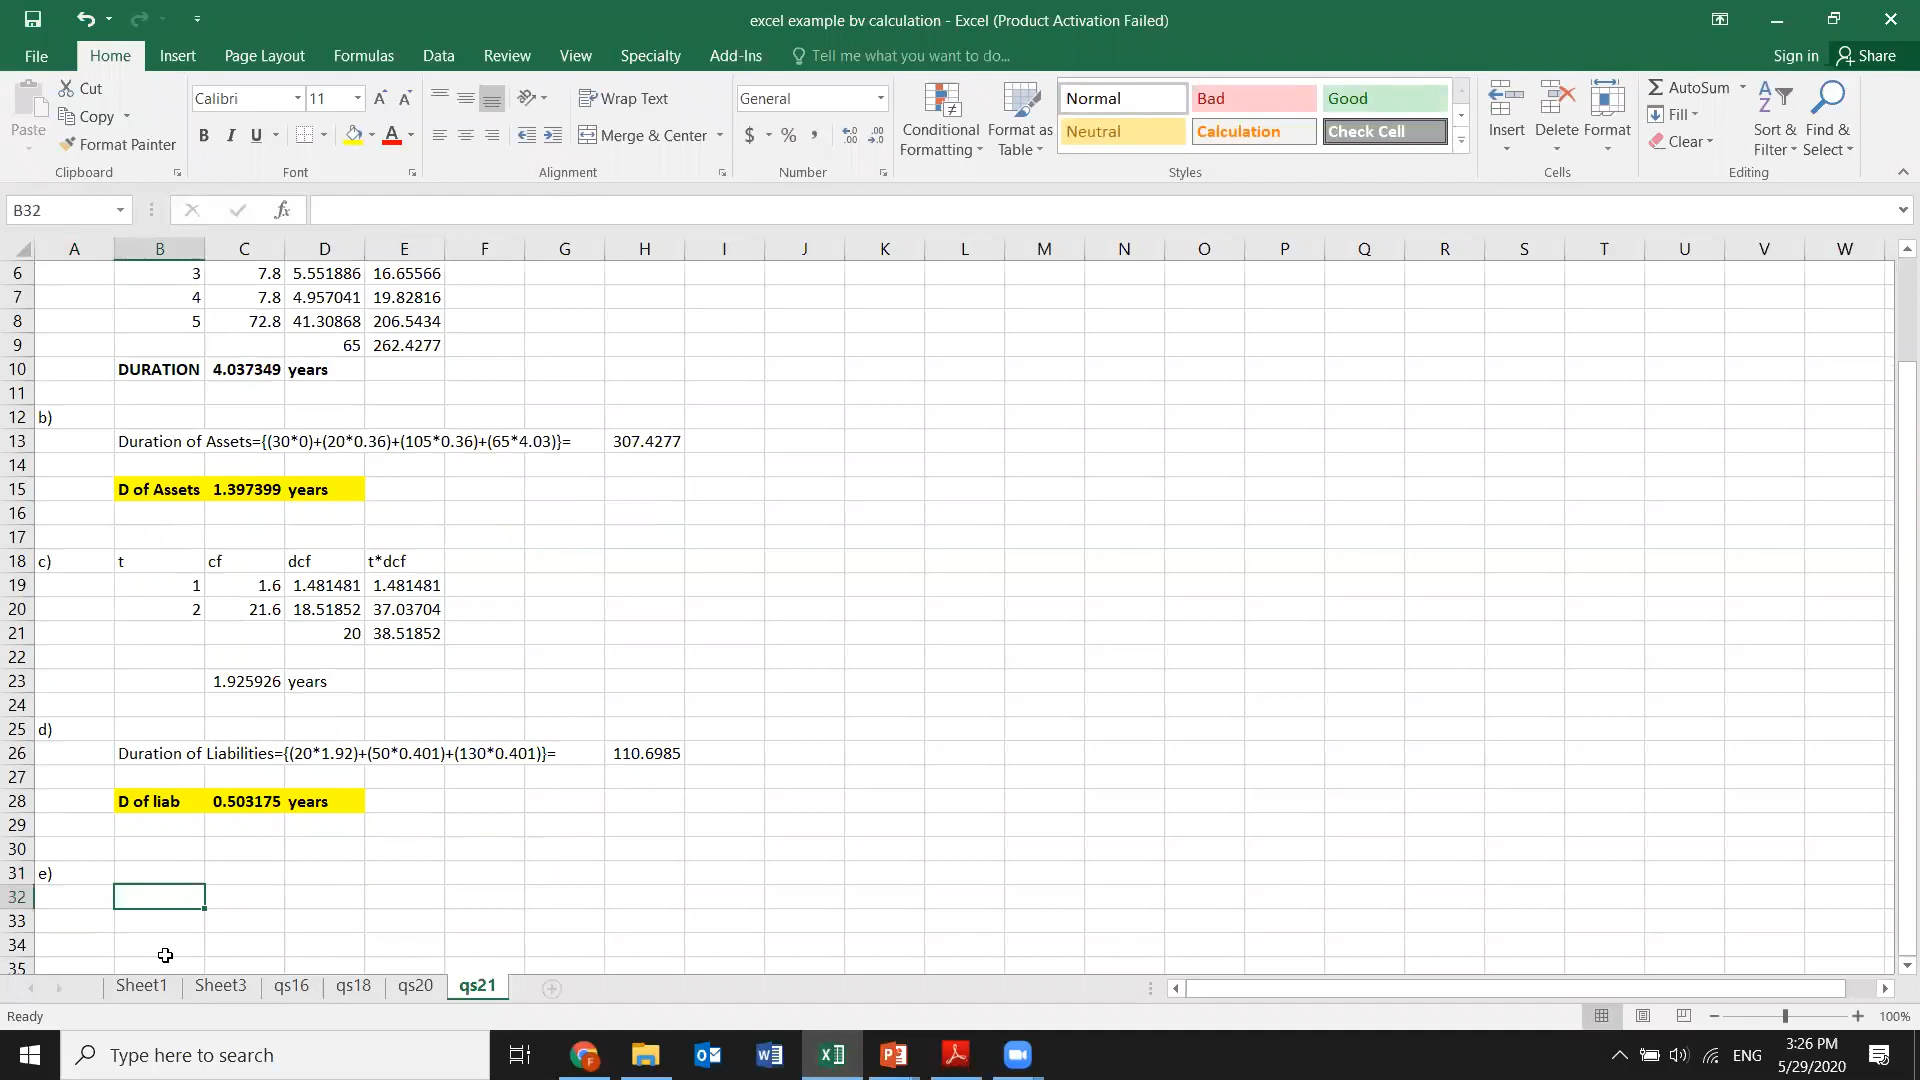 excel example bv calculation - Excel (Product Activation Failed)
File Home Insert Page Layout Formulas Data Review View Specialty Add-Ins Tell me what you want to do... Sign in Share
Paste Cut Copy Format Painter Clipboard
Calibri 11 B I U A Font
Wrap Text Merge & Center Alignment
General $ % , Number
Conditional Formatting Format as Table
Normal Bad Good
Neutral Calculation Check Cell
Styles
Insert Delete Format Cells
AutoSum Fill Clear Sort & Filter Find & Select Editing
B32 fx
A B C D E F G H I J K L M N O P Q R S T U V W
6 3 7.8 5.551886 16.65566
7 4 7.8 4.957041 19.82816
8 5 72.8 41.30868 206.5434
9 65 262.4277
10 DURATION 4.037349 years
11
12 b)
13 Duration of Assets={(30*0)+(20*0.36)+(105*0.36)+(65*4.03)}= 307.4277
14
15 D of Assets 1.397399 years
16
17
18 c) t cf dcf t*dcf
19 1 1.6 1.481481 1.481481
20 2 21.6 18.51852 37.03704
21 20 38.51852
22
23 1.925926 years
24
25 d)
26 Duration of Liabilities={(20*1.92)+(50*0.401)+(130*0.401)}= 110.6985
27
28 D of liab 0.503175 years
29
30
31 e)
32
33
34
35
Sheet1 Sheet3 qs16 qs18 qs20 qs21
Ready 100%
Type here to search ENG 3:26 PM
5/29/2020